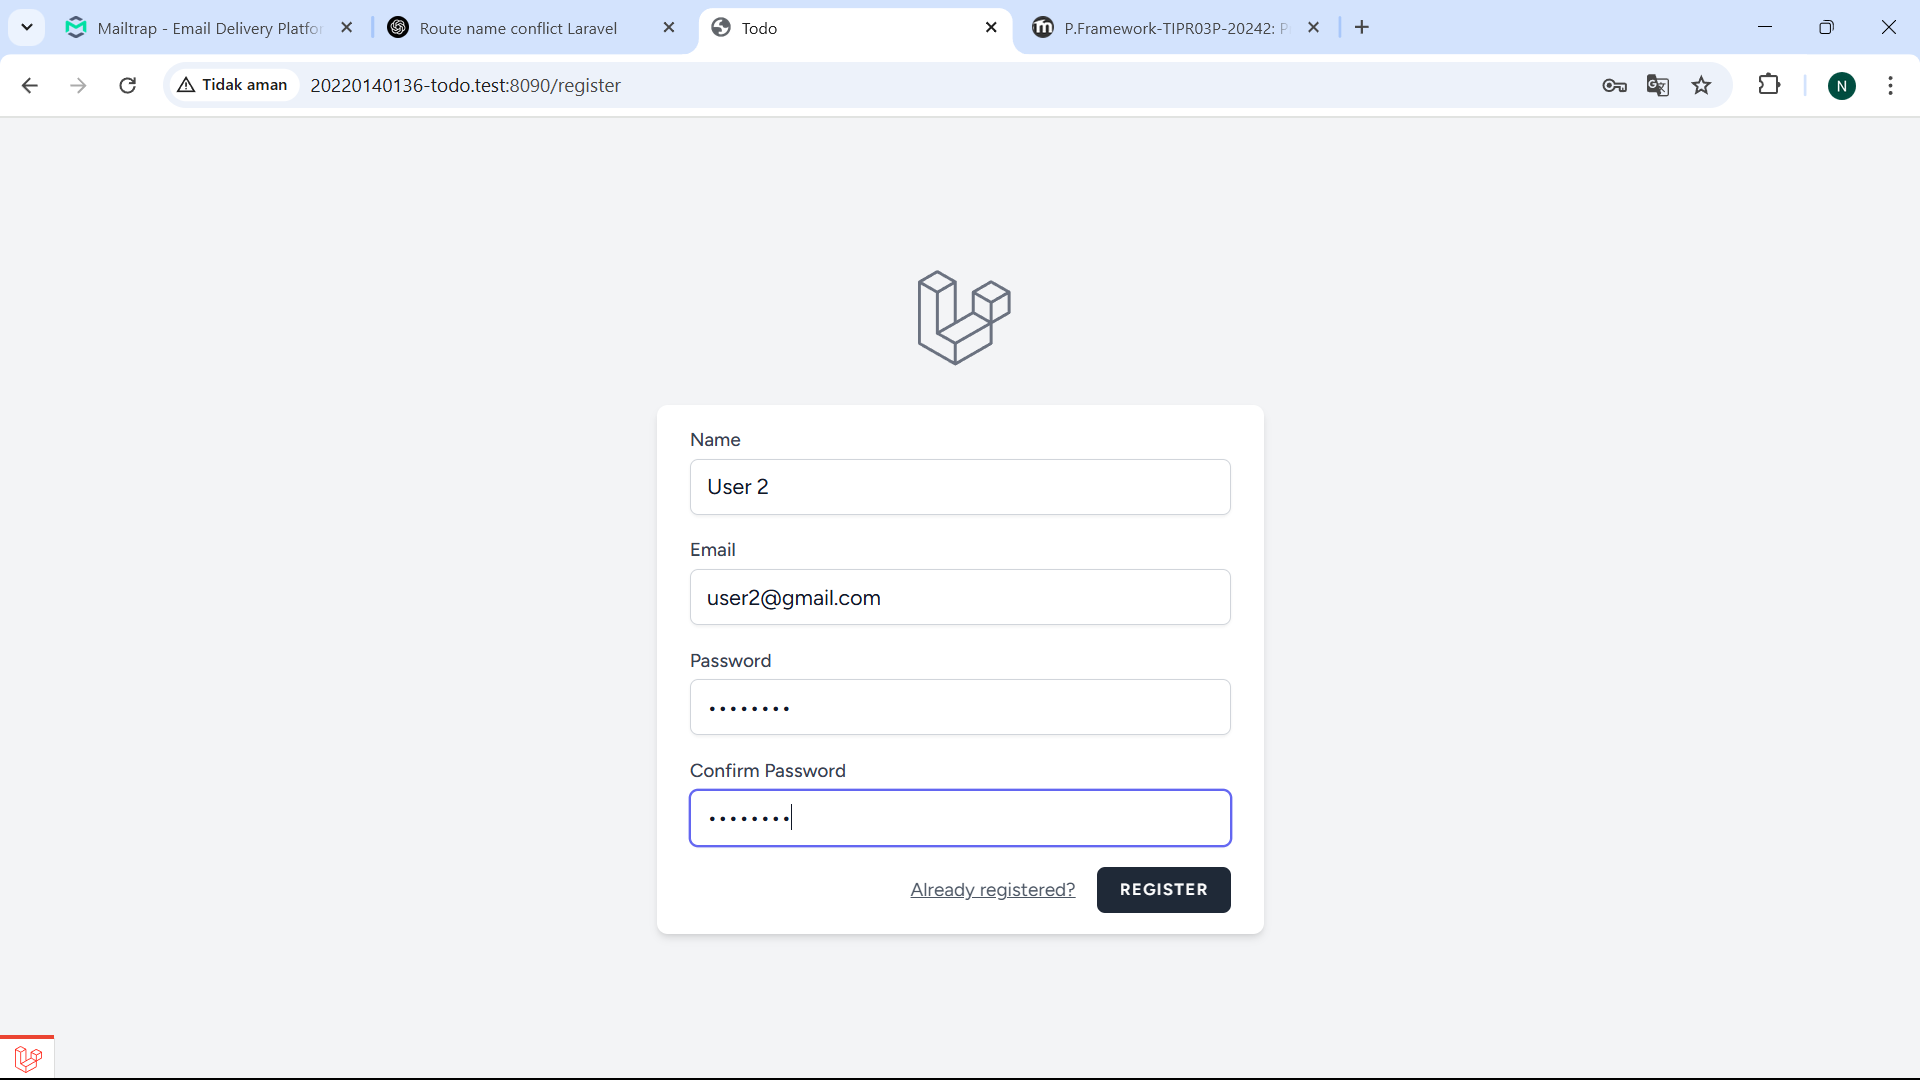 Mailtrap - Email Delivery Platfor
Route name conflict Laravel
Todo
P.Framework-TIPR03P-20242: P
Tidak aman
20220140136-todo.test:8090/register
N
Name
User 2
Email
user2@gmail.com
Password
••••••••
Confirm Password
••••••••
Already registered?
REGISTER